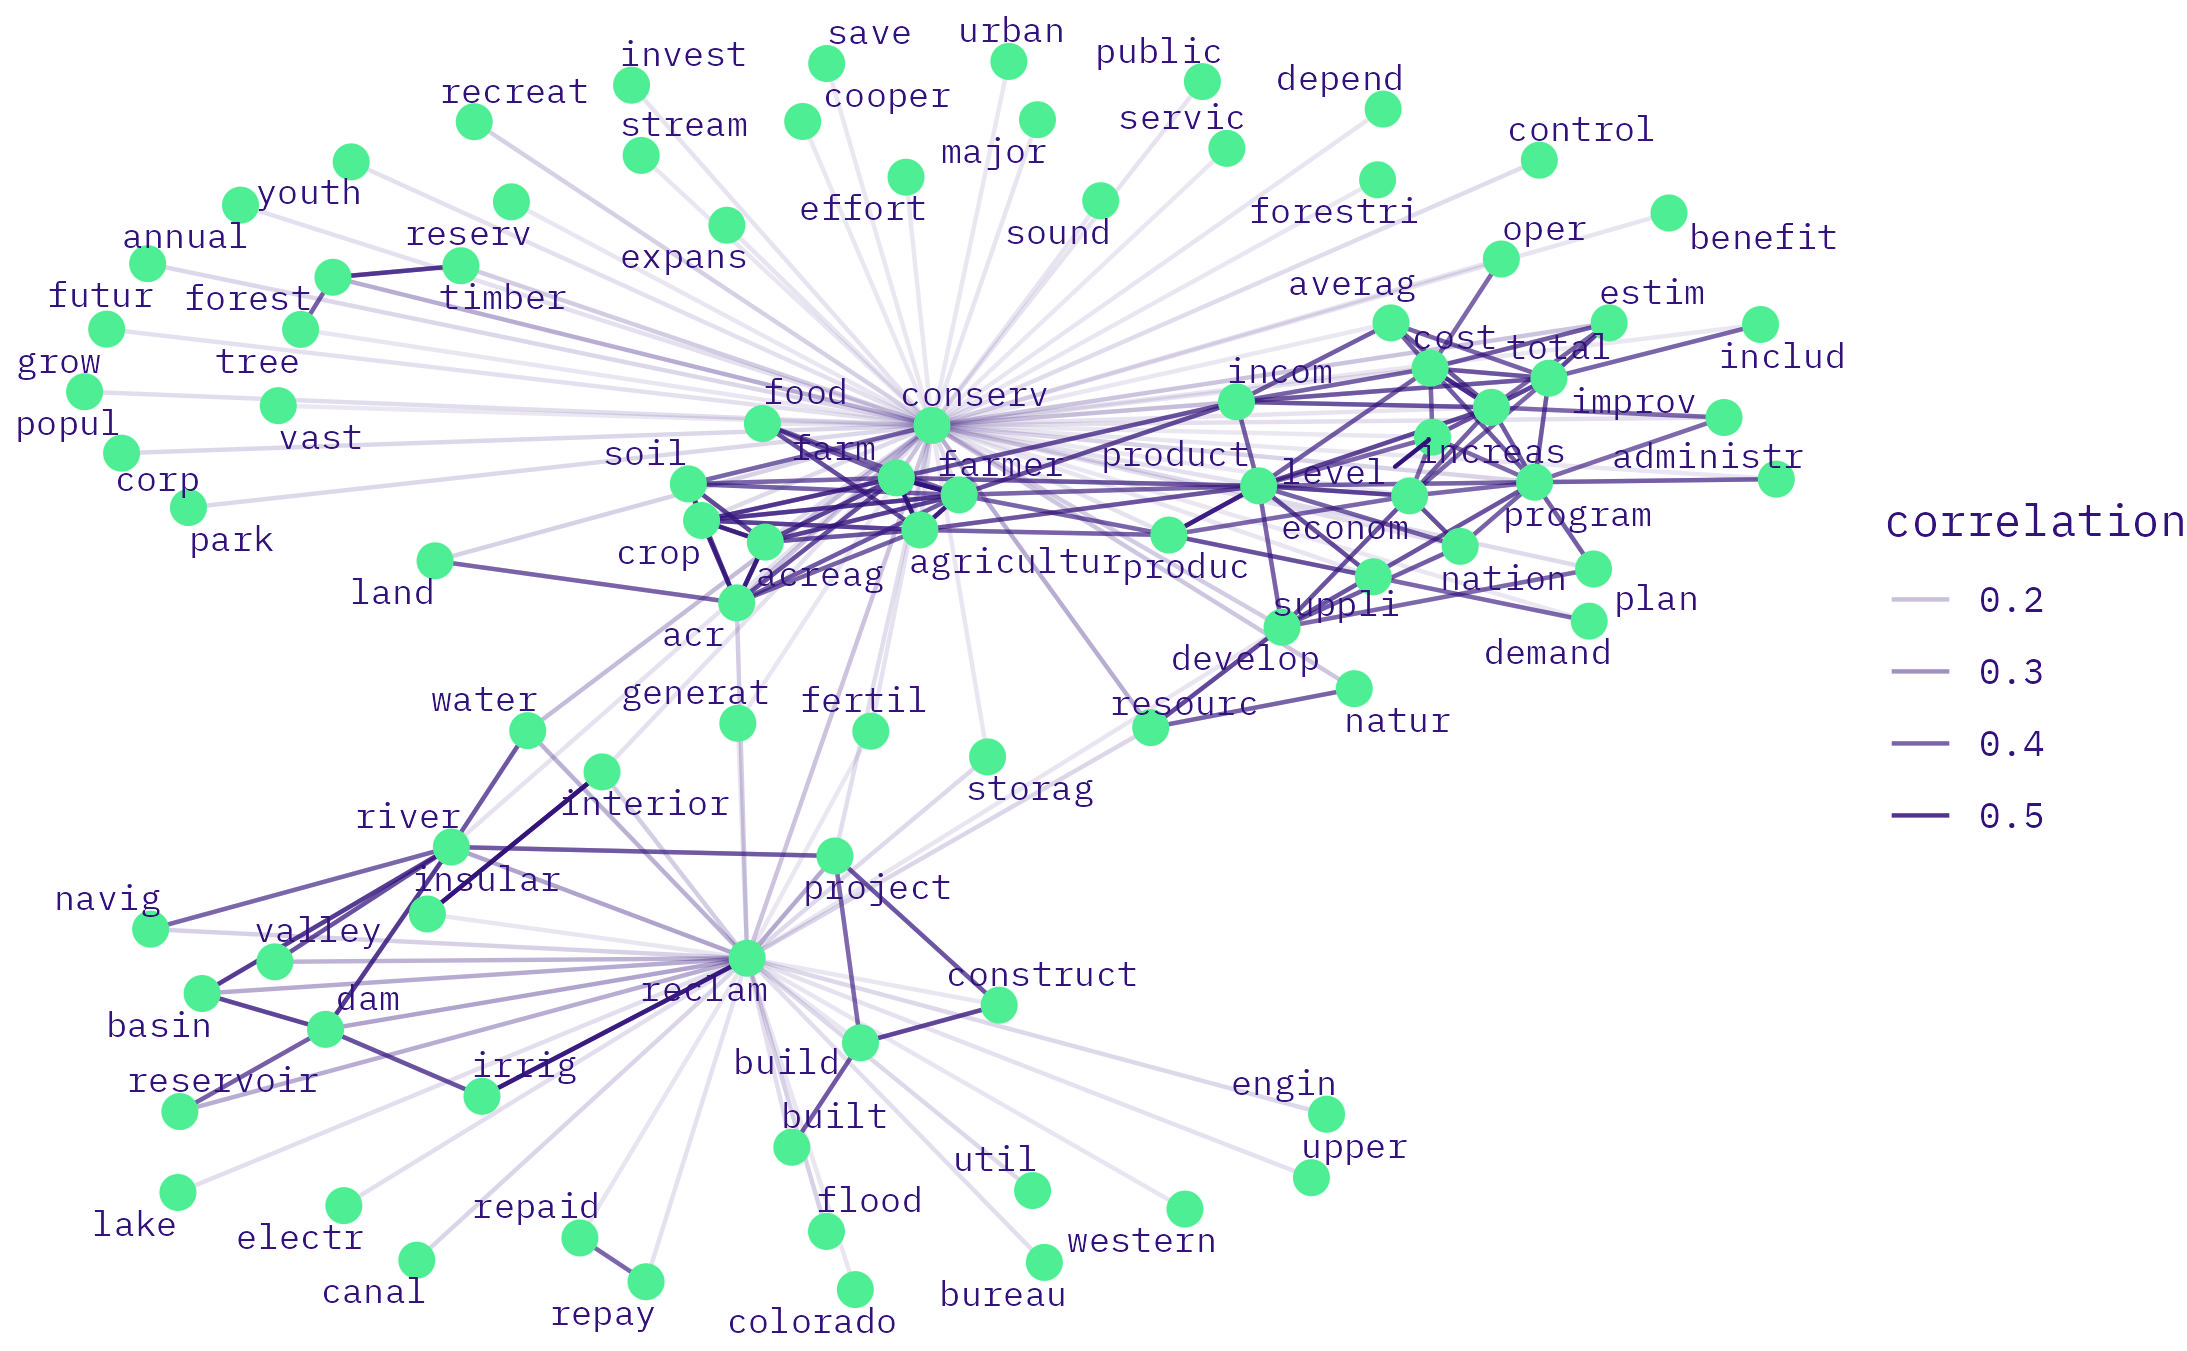 save
urban
invest
public
recreat
cooper
depend
stream
servic
control
major
youth
effort
forestri
annual
reserv
sound
oper
benefit
expans
futur
forest
timber
averag
estim
grow
tree
cost
total
includ
food
conserv
incom
improv
popul
vast
soil
farm
farmer
product
level
increas
administr
corp
park
crop
acreag
agricultur
produc
econom
program
correlation
land
acr
suppli
nation
plan
0.2
develop
demand
0.3
water
generat
fertil
resourc
natur
0.4
river
interior
storag
0.5
navig
insular
project
valley
basin
dam
reclam
construct
reservoir
irrig
build
engin
built
util
upper
lake
electr
repaid
flood
western
canal
repay
colorado
bureau